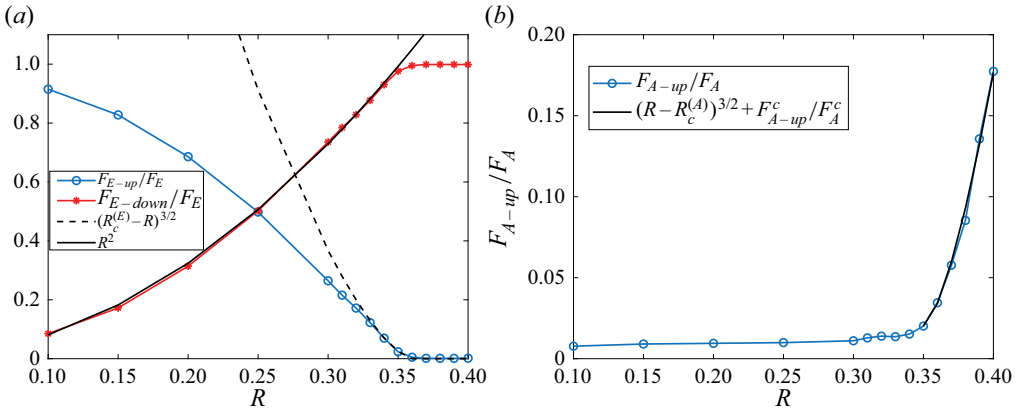 (a)
1.0
0.8
0.6
0.4
0.2
0
F_{E−up}/F_E
F_{E−down}/F_E
(R_c^{(E)}−R)^{3/2}
R^2
0.10 0.15 0.20 0.25 0.30 0.35 0.40
R
(b)
0.20
0.15
0.10
0.05
0
F_{A−up}/F_A
F_{A−up}/F_A
(R−R_c^{(A)})^{3/2}+F_{A−up}^c/F_A^c
0.10 0.15 0.20 0.25 0.30 0.35 0.40
R